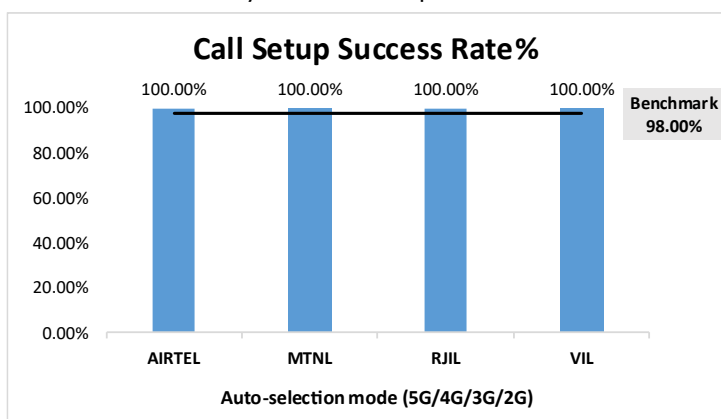 Call Setup Success Rate%
100.00% 100.00% 100.00% 100.00%
Benchmark
98.00%
100.00%
80.00%
60.00%
40.00%
20.00%
0.00%
AIRTEL MTNL RJIL VIL
Auto-selection mode (5G/4G/3G/2G)